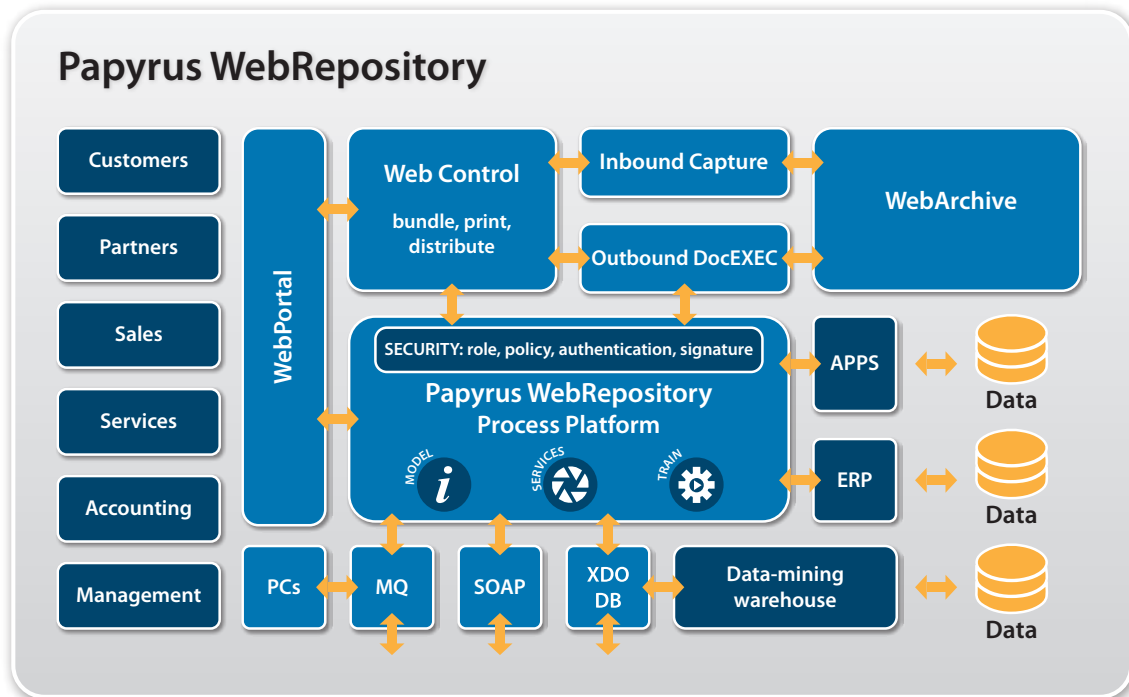 Papyrus WebRepository
Customers
Partners
Sales
Services
Accounting
Management
WebPortal
Web Control
bundle, print,
distribute
Inbound Capture
Outbound DocEXEC
WebArchive
SECURITY: role, policy, authentication, signature
Papyrus WebRepository
Process Platform
MODEL
i
SERVICES
TRAIN
APPS
Data
ERP
Data
PCs
MQ
SOAP
XDO
DB
Data-mining
warehouse
Data